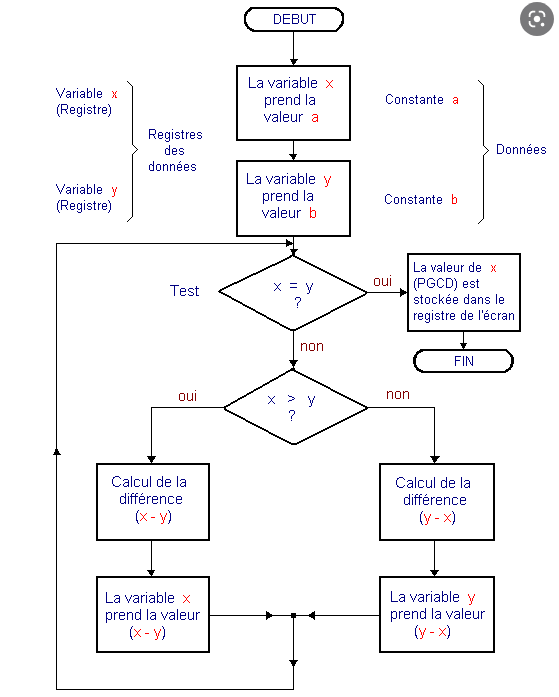 DEBUT
La variable x
prend la
valeur a
Variable x
(Registre)
Registres
des
données
Variable y
(Registre)
Constante a
Données
Constante b
La variable y
prend la
valeur b
Test
x = y
?
oui
La valeur de x
(PGCD) est
stockée dans le
registre de l'écran
FIN
non
x > y
?
oui
non
Calcul de la
différence
(x - y)
Calcul de la
différence
(y - x)
La variable x
prend la valeur
(x - y)
La variable y
prend la valeur
(y - x)